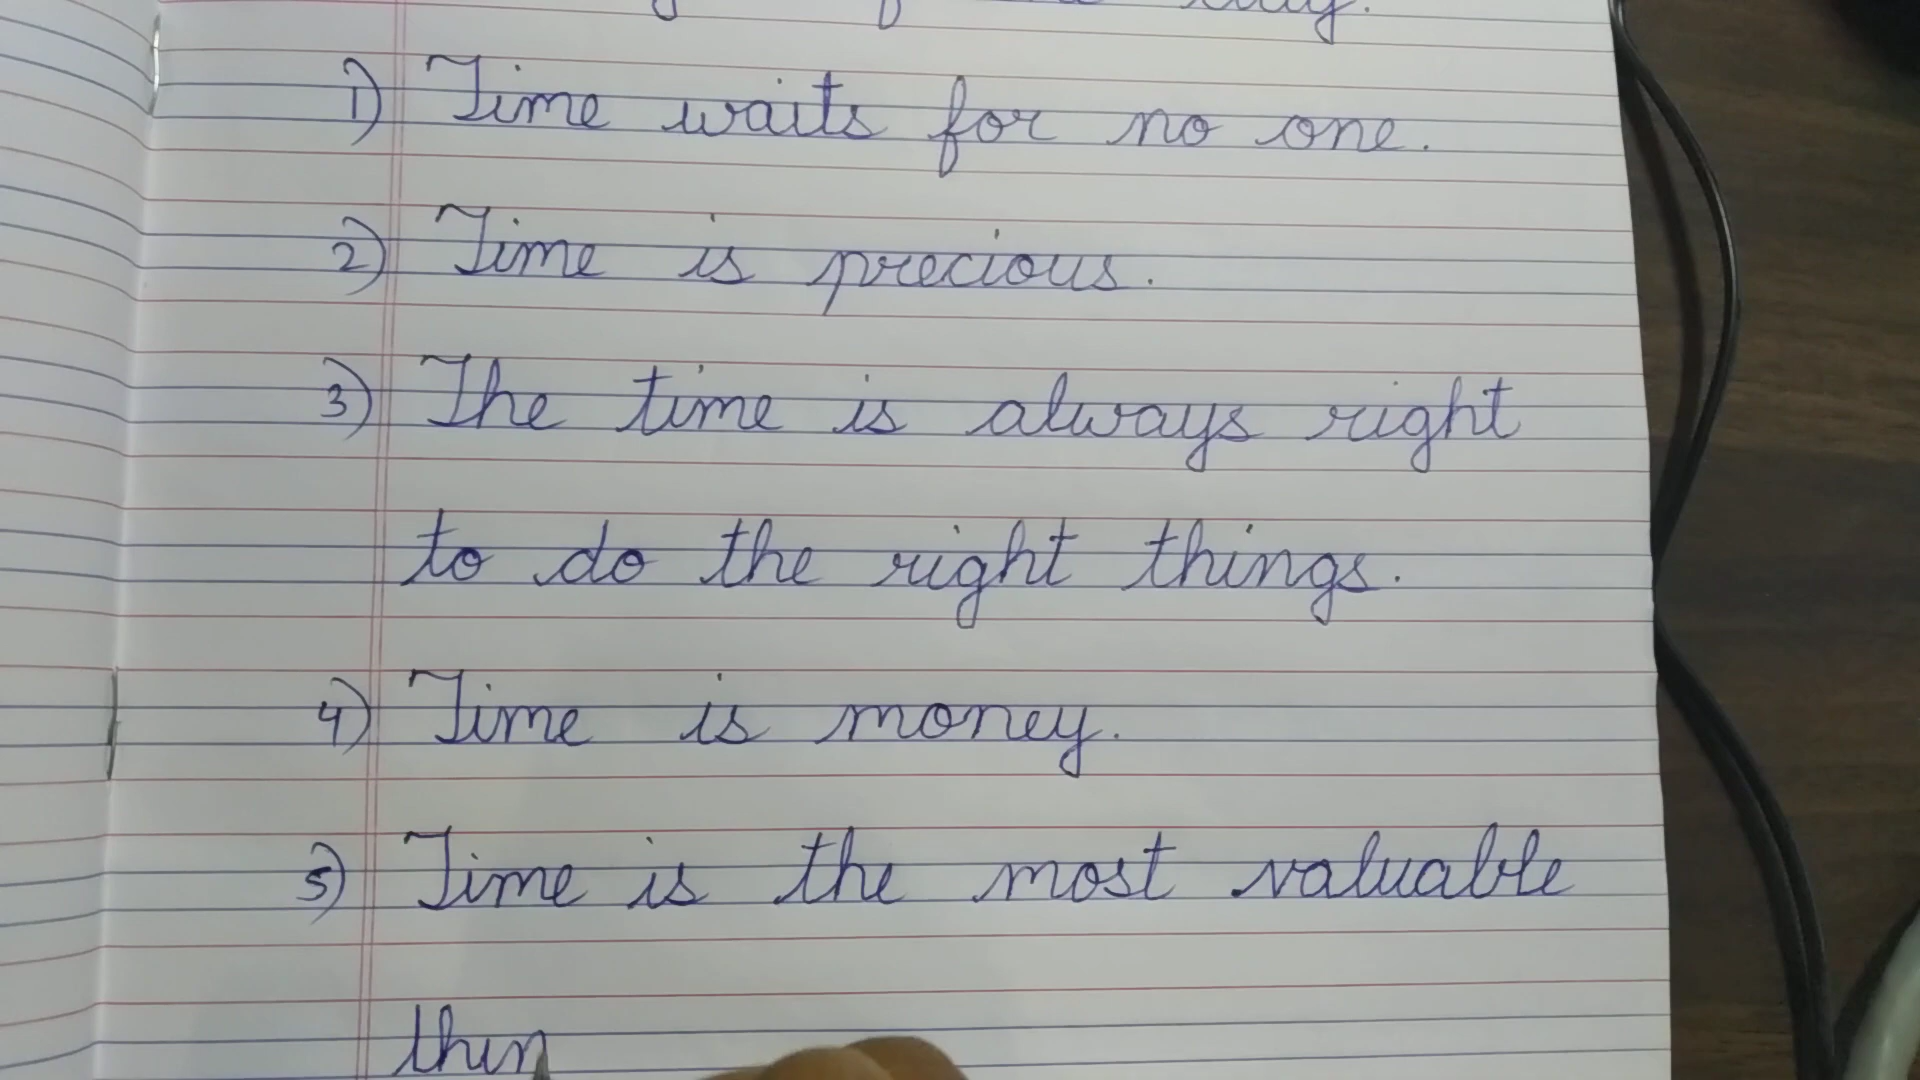 1) Time waits for no one.
2) Time is precious.
3) The time is always right
to do the right things.
4) Time is money.
5) Time is the most valuable
thin